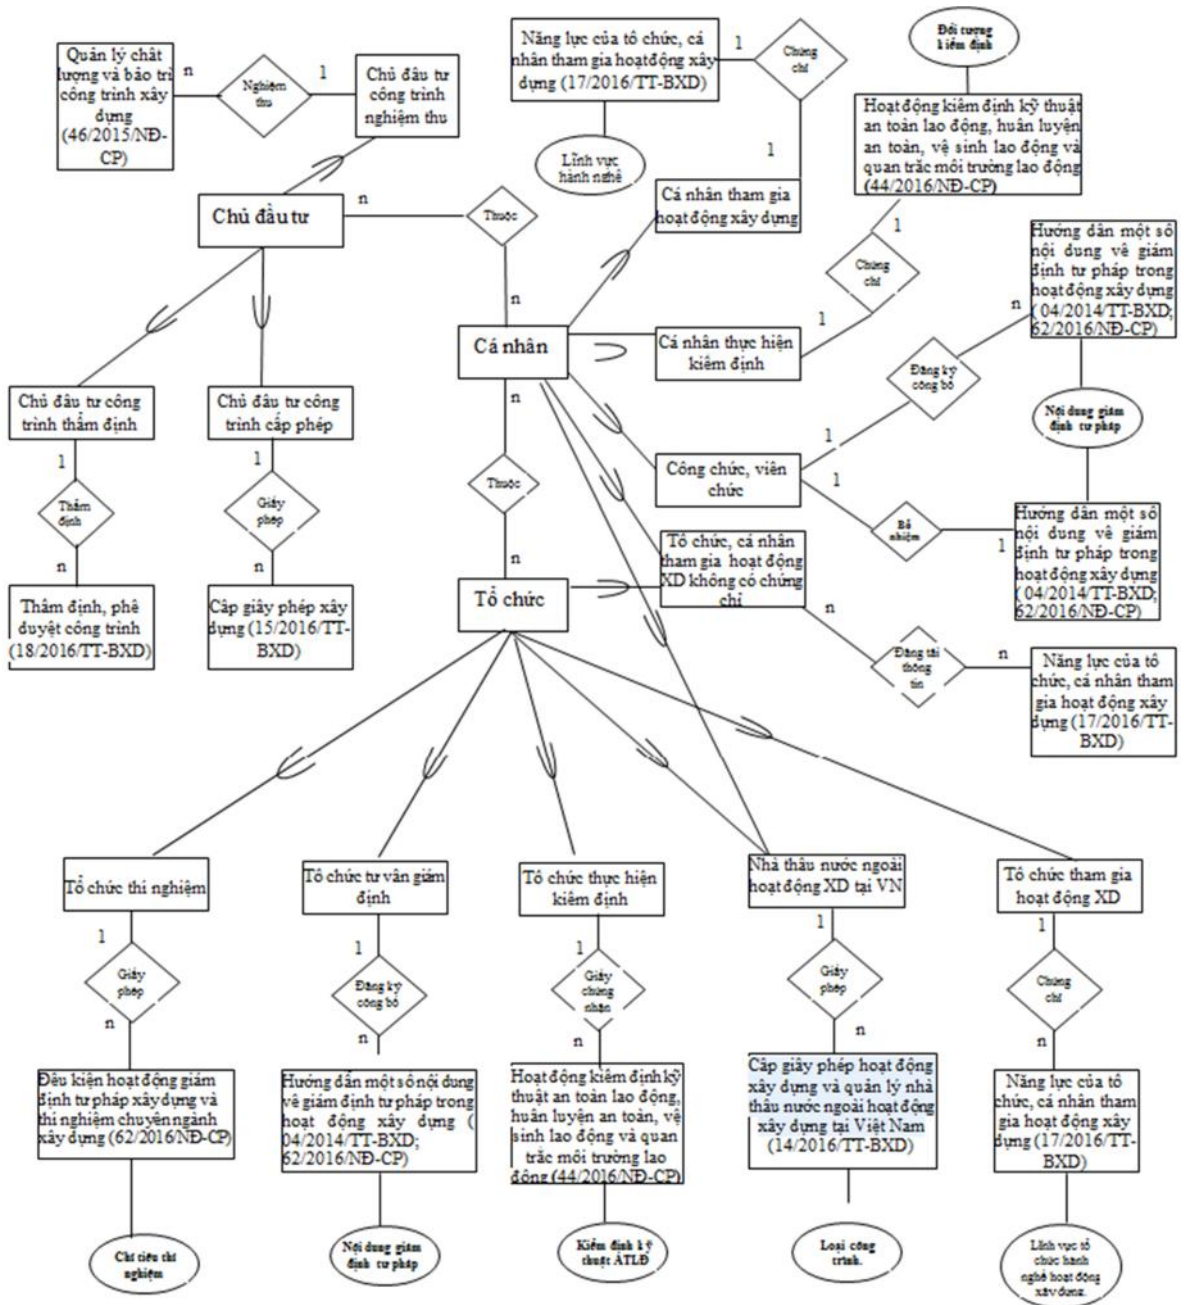 Quản lý chất
lượng và bảo trì
công trình xây
dựng
(46/2015/NĐ-
CP)
n
Nghiệm
thu
1
Chủ đầu tư
công trình
nghiệm thu
Năng lực của tổ chức, cá
nhân tham gia hoạt động xây
dựng (17/2016/TT-BXD)
1
Chứng
chỉ
Lĩnh vực
hành nghề
1
Đối tượng
kiểm định
Hoạt động kiểm định kỹ thuật
an toàn lao động, huấn luyện
an toàn, vệ sinh lao động và
quan trắc môi trường lao động
(44/2016/NĐ-CP)
Chủ đầu tư
n
Thuộc
n
Cá nhân tham gia
hoạt động xây dựng
1
Chứng
chỉ
1
Hướng dẫn một số
nội dung về giám
định tư pháp trong
hoạt động xây dựng
( 04/2014/TT-BXD;
62/2016/NĐ-CP)
n
Cá nhân
Cá nhân thực hiện
kiểm định
Đăng ký
công bố
1
Nội dung giám
định tư pháp
Chủ đầu tư công
trình thẩm định
Chủ đầu tư công
trình cấp phép
n
Thuộc
n
Công chức, viên
chức
1
Bổ
nhiệm
1
Hướng dẫn một số
nội dung về giám
định tư pháp trong
hoạt động xây dựng
( 04/2014/TT-BXD;
62/2016/NĐ-CP)
1
Thẩm
định
n
1
Giấy
phép
n
Tổ chức, cá nhân
tham gia hoạt động
XD không có chứng
chỉ
Tổ chức
Thẩm định, phê
duyệt công trình
(18/2016/TT-BXD)
Cấp giấy phép xây
dựng (15/2016/TT-
BXD)
n
Đăng tải
thông
tin
n
Năng lực của tổ
chức, cá nhân tham
gia hoạt động xây
dựng (17/2016/TT-
BXD)
Tổ chức thí nghiệm
Tổ chức tư vấn giám
định
Tổ chức thực hiện
kiểm định
Nhà thầu nước ngoài
hoạt động XD tại VN
Tổ chức tham gia
hoạt động XD
1
Giấy
phép
n
1
Đăng ký
công bố
n
1
Giấy
chứng
nhận
n
1
Giấy
phép
n
1
Chứng
chỉ
n
Đều kiện hoạt động giám
định tư pháp xây dựng và
thí nghiệm chuyên ngành
xây dựng (62/2016/NĐ-CP)
Hướng dẫn một số nội dung
về giám định tư pháp trong
hoạt động xây dựng (
04/2014/TT-BXD;
62/2016/NĐ-CP)
Hoạt động kiểm định kỹ
thuật an toàn lao động,
huấn luyện an toàn, vệ
sinh lao động và quan
trắc môi trường lao
động (44/2016/NĐ-CP)
Cấp giấy phép hoạt động
xây dựng và quản lý nhà
thầu nước ngoài hoạt động
xây dựng tại Việt Nam
(14/2016/TT-BXD)
Năng lực của tổ
chức, cá nhân tham
gia hoạt động xây
dựng (17/2016/TT-
BXD)
Chỉ tiêu thí
nghiệm
Nội dung giám
định tư pháp
Kiểm định kỹ
thuật ATLĐ
Loại công
trình.
Lĩnh vực tổ
chức hành
nghề hoạt động
xây dựng.